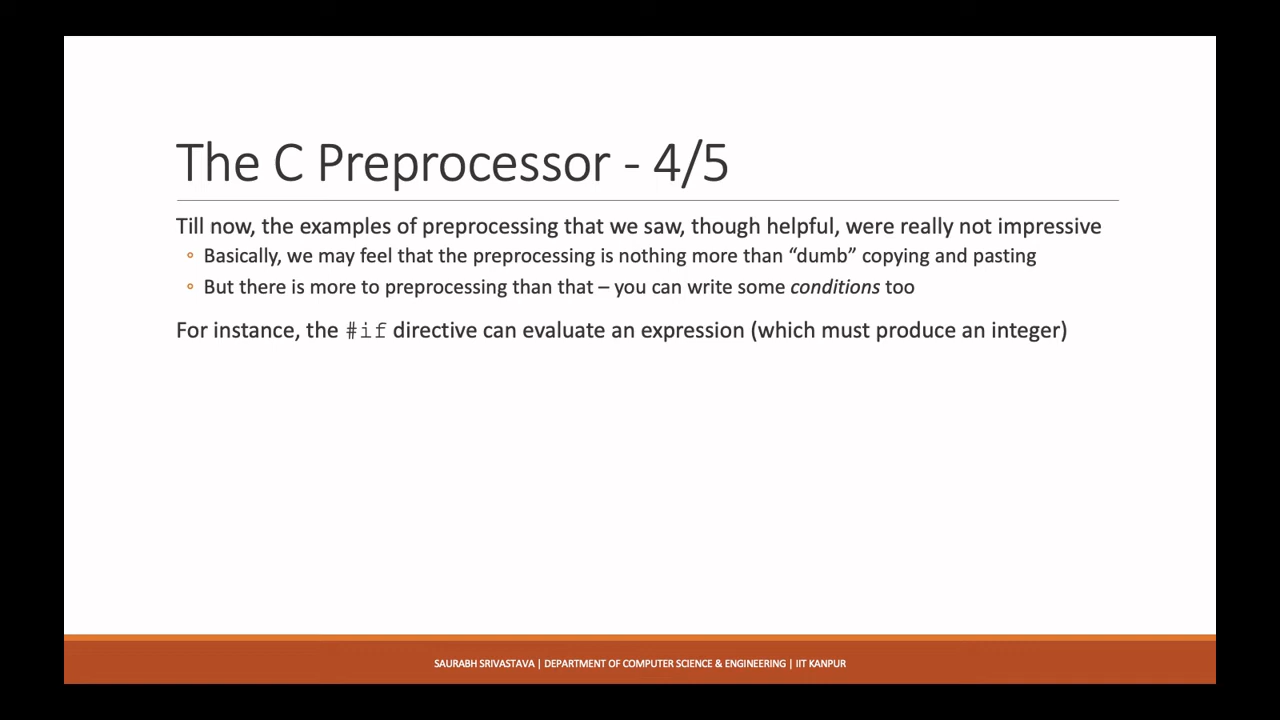 The C Preprocessor - 4/5
Till now, the examples of preprocessing that we saw, though helpful, were really not impressive
◦ Basically, we may feel that the preprocessing is nothing more than “dumb” copying and pasting
◦ But there is more to preprocessing than that – you can write some conditions too
For instance, the #if directive can evaluate an expression (which must produce an integer)
SAURABH SRIVASTAVA | DEPARTMENT OF COMPUTER SCIENCE & ENGINEERING | IIT KANPUR